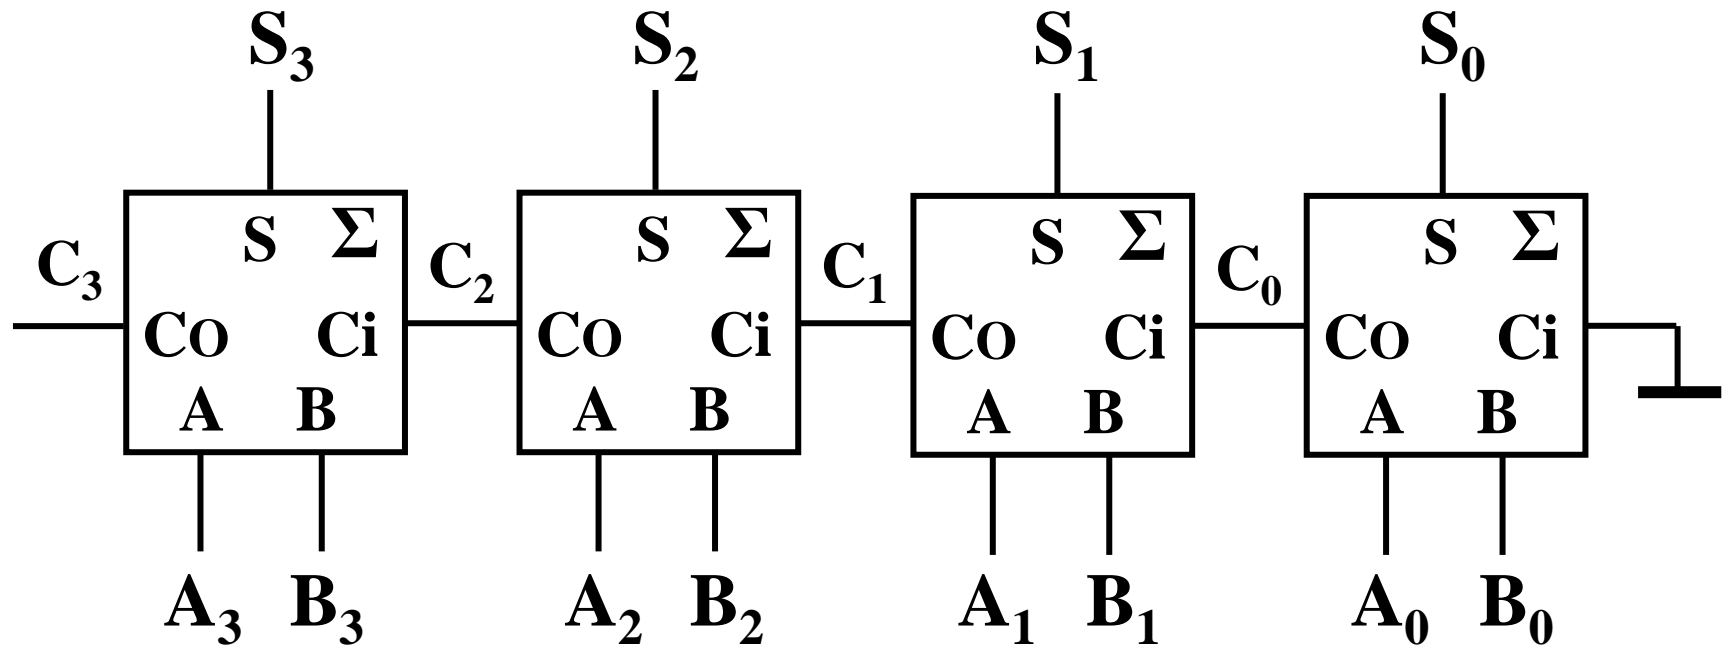 S₃ S₂ S₁ S₀
S Σ S Σ S Σ S Σ
C₃ C₂ C₁ C₀
CO Ci CO Ci CO Ci CO Ci
A B A B A B A B
A₃ B₃ A₂ B₂ A₁ B₁ A₀ B₀